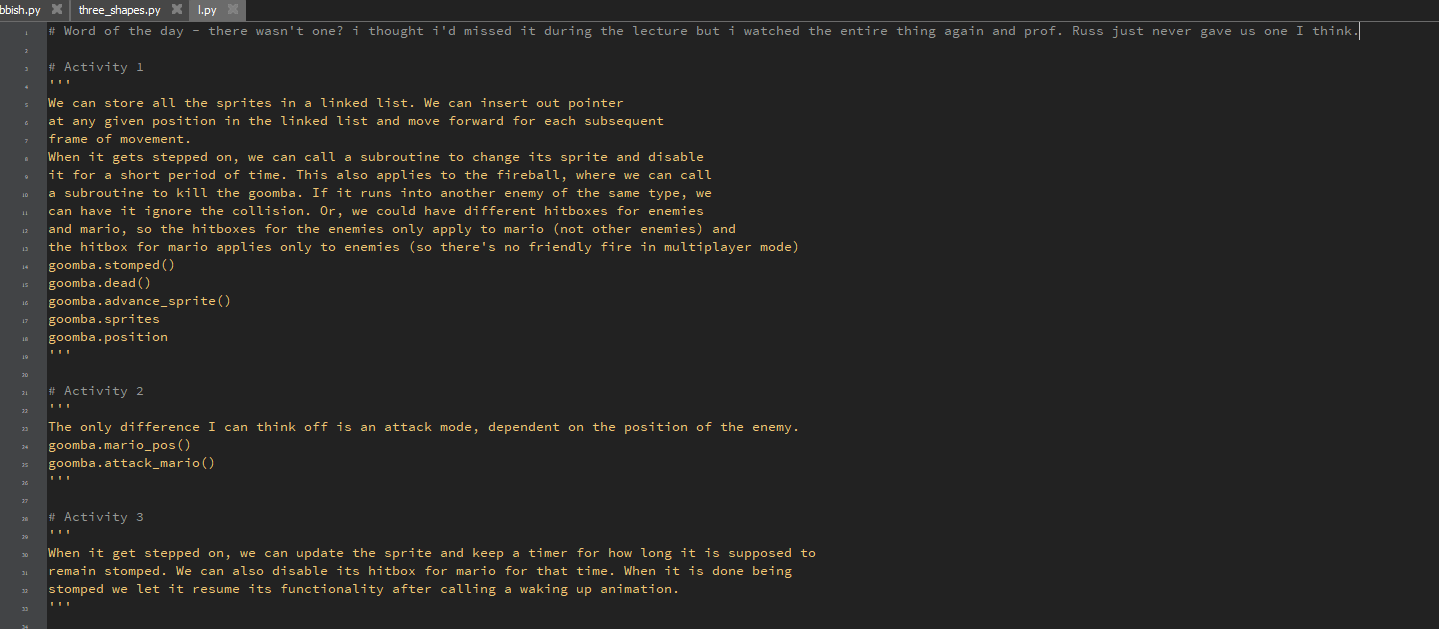 bbish.py three_shapes.py l.py
1 # Word of the day - there wasn't one? i thought i'd missed it during the lecture but i watched the entire thing again and prof. Russ just never gave us one I think.
2
3 # Activity 1
4 '''
5 We can store all the sprites in a linked list. We can insert out pointer
6 at any given position in the linked list and move forward for each subsequent
7 frame of movement.
8 When it gets stepped on, we can call a subroutine to change its sprite and disable
9 it for a short period of time. This also applies to the fireball, where we can call
10 a subroutine to kill the goomba. If it runs into another enemy of the same type, we
11 can have it ignore the collision. Or, we could have different hitboxes for enemies
12 and mario, so the hitboxes for the enemies only apply to mario (not other enemies) and
13 the hitbox for mario applies only to enemies (so there's no friendly fire in multiplayer mode)
14 goomba.stomped()
15 goomba.dead()
16 goomba.advance_sprite()
17 goomba.sprites
18 goomba.position
19 '''
20
21 # Activity 2
22 '''
23 The only difference I can think off is an attack mode, dependent on the position of the enemy.
24 goomba.mario_pos()
25 goomba.attack_mario()
26 '''
27
28 # Activity 3
29 '''
30 When it get stepped on, we can update the sprite and keep a timer for how long it is supposed to
31 remain stomped. We can also disable its hitbox for mario for that time. When it is done being
32 stomped we let it resume its functionality after calling a waking up animation.
33 '''
34